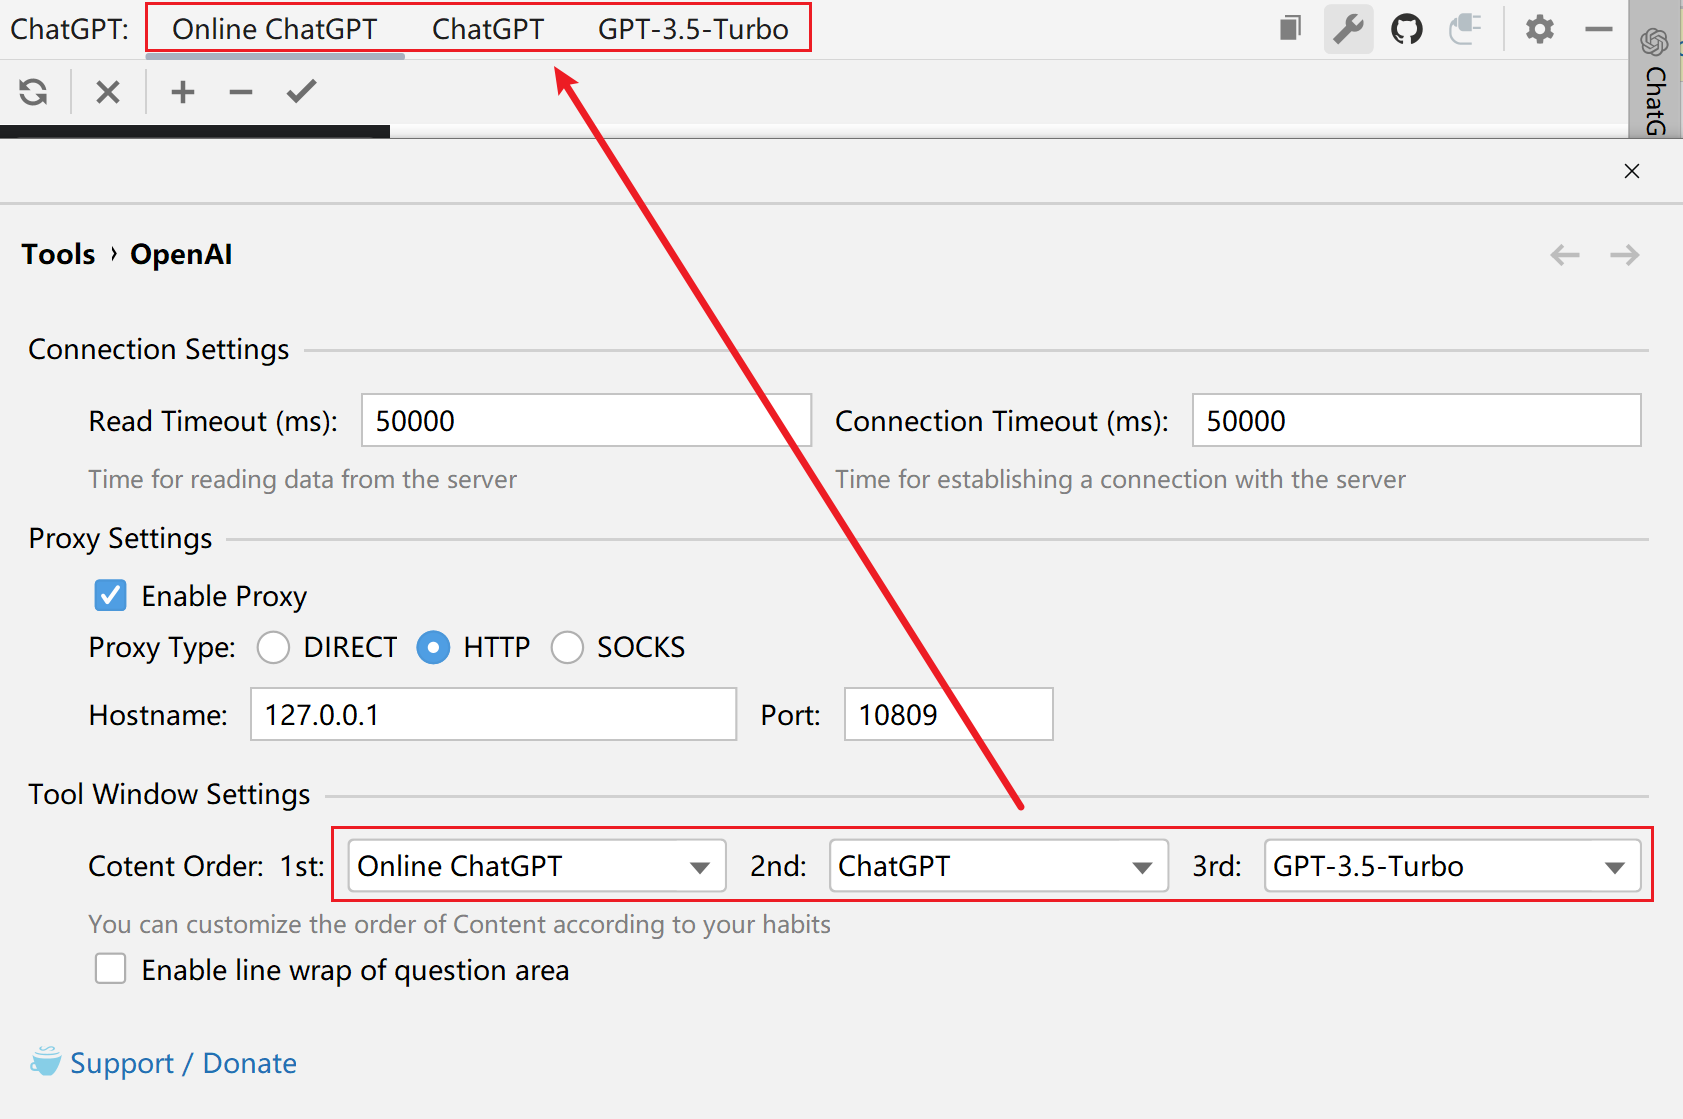 ChatGPT: Online ChatGPT ChatGPT GPT-3.5-Turbo
ChatG
Tools › OpenAI
Connection Settings
Read Timeout (ms): 50000 Connection Timeout (ms): 50000
Time for reading data from the server Time for establishing a connection with the server
Proxy Settings
Enable Proxy
Proxy Type: DIRECT HTTP SOCKS
Hostname: 127.0.0.1 Port: 10809
Tool Window Settings
Cotent Order: 1st: Online ChatGPT 2nd: ChatGPT 3rd: GPT-3.5-Turbo
You can customize the order of Content according to your habits
Enable line wrap of question area
Support / Donate